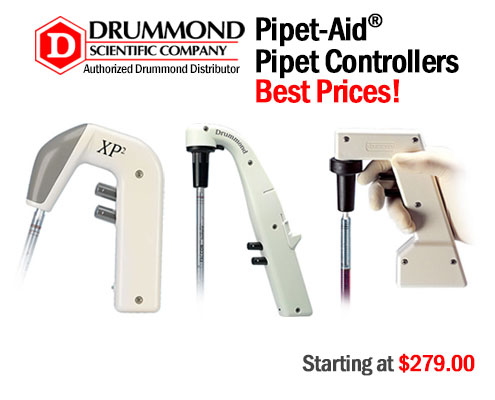 D
DRUMMOND
SCIENTIFIC COMPANY
Authorized Drummond Distributor
Pipet-Aid®
Pipet Controllers
Best Prices!
XP²
Drummond
Starting at $279.00